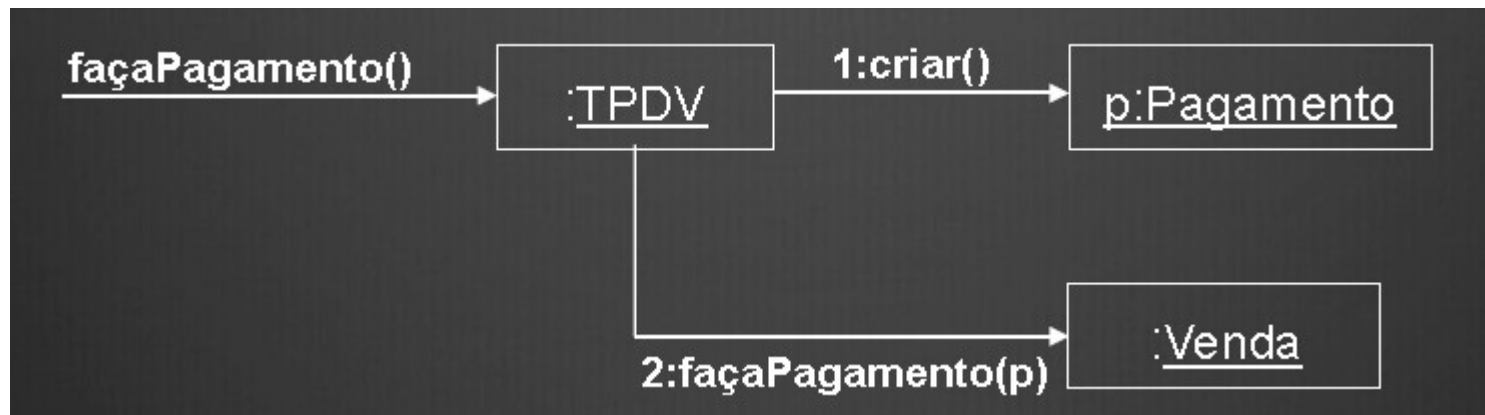 façaPagamento()
:TPDV
1:criar()
p:Pagamento
2:façaPagamento(p)
:Venda